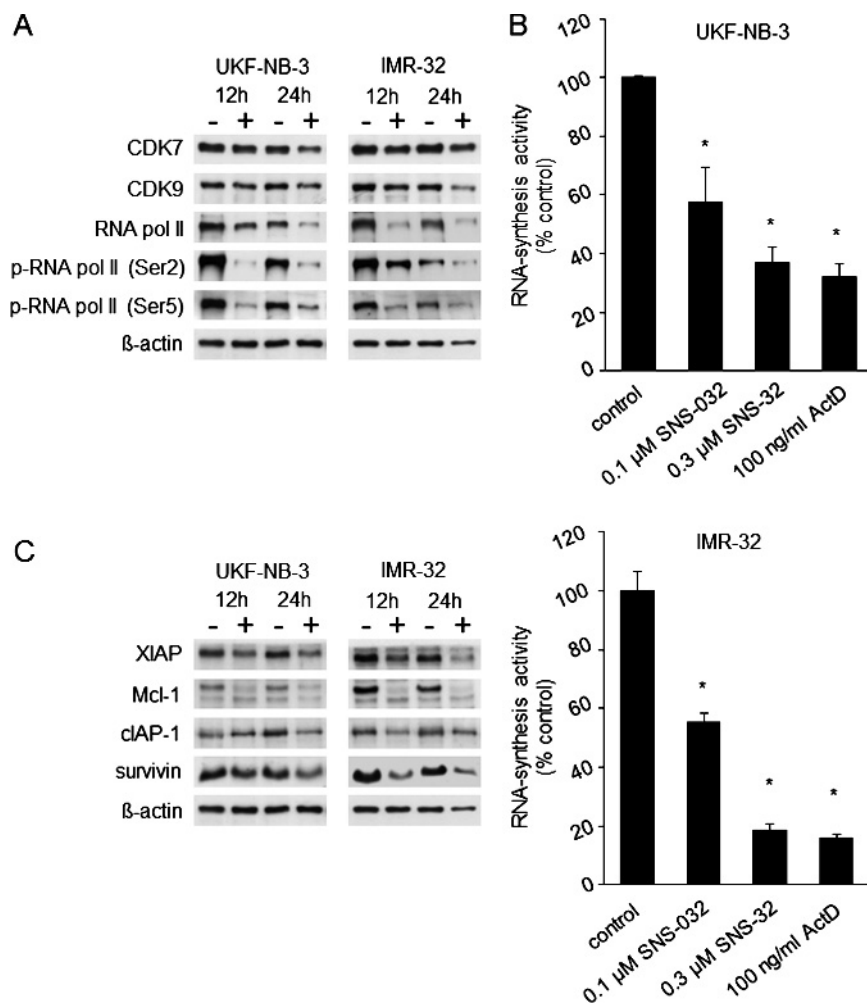 A
UKF-NB-3 IMR-32
12h 24h 12h 24h
- + - + - + - +
CDK7
CDK9
RNA pol II
p-RNA pol II (Ser2)
p-RNA pol II (Ser5)
ß-actin
B
UKF-NB-3
120
100
80
60
40
20
0
RNA-synthesis activity
(% control)
* * *
control
0.1 µM SNS-032
0.3 µM SNS-32
100 ng/ml ActD
C
UKF-NB-3 IMR-32
12h 24h 12h 24h
- + - + - + - +
XIAP
Mcl-1
cIAP-1
survivin
ß-actin
IMR-32
120
100
80
60
40
20
0
RNA-synthesis activity
(% control)
* * *
control
0.1 µM SNS-032
0.3 µM SNS-32
100 ng/ml ActD